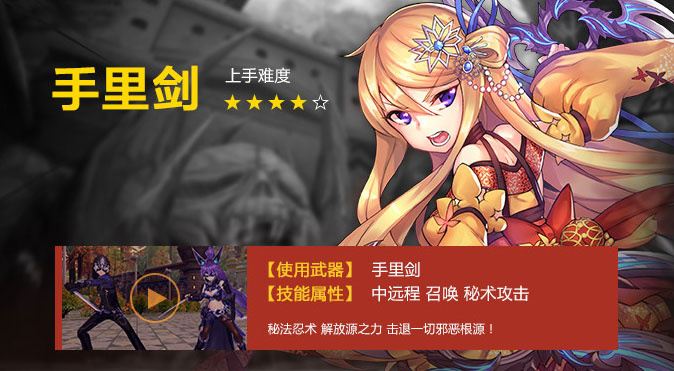 手里剑
上手难度
★★★★☆
【使用武器】 手里剑
【技能属性】 中远程 召唤 秘术攻击
秘法忍术 解放源之力 击退一切邪恶根源！